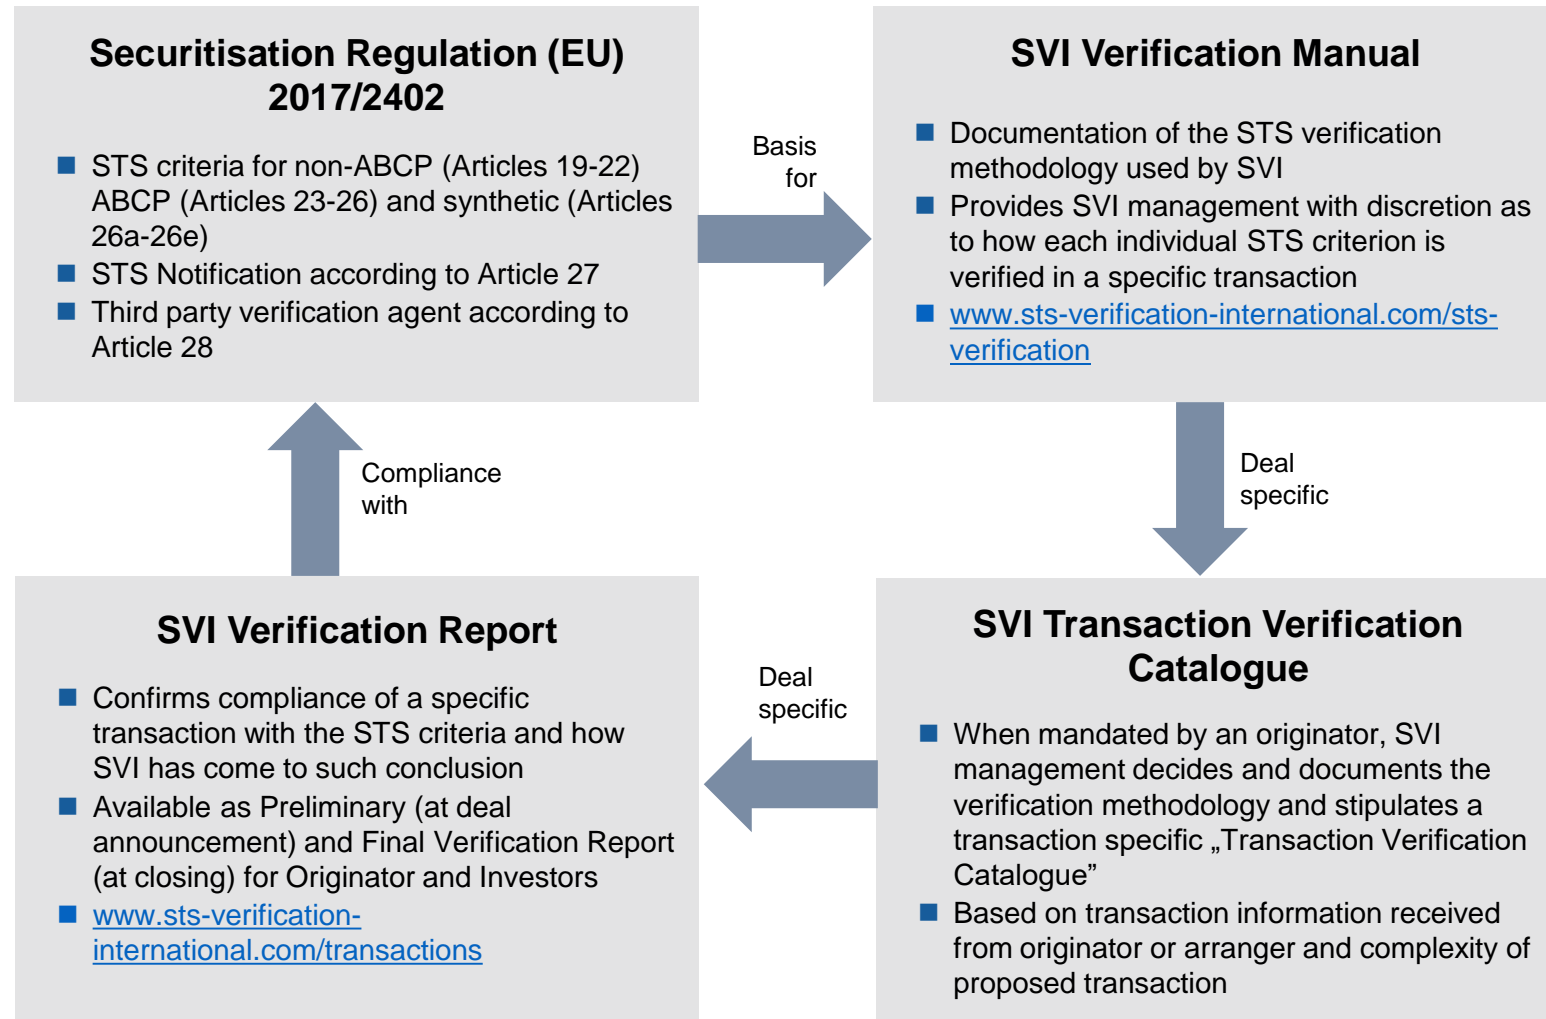 Securitisation Regulation (EU)
2017/2402
STS criteria for non-ABCP (Articles 19-22)
ABCP (Articles 23-26) and synthetic (Articles
26a-26e)
STS Notification according to Article 27
Third party verification agent according to
Article 28
Basis
for
SVI Verification Manual
Documentation of the STS verification
methodology used by SVI
Provides SVI management with discretion as
to how each individual STS criterion is
verified in a specific transaction
www.sts-verification-international.com/sts-
verification
Deal
specific
SVI Transaction Verification
Catalogue
When mandated by an originator, SVI
management decides and documents the
verification methodology and stipulates a
transaction specific „Transaction Verification
Catalogue”
Based on transaction information received
from originator or arranger and complexity of
proposed transaction
Deal
specific
SVI Verification Report
Confirms compliance of a specific
transaction with the STS criteria and how
SVI has come to such conclusion
Available as Preliminary (at deal
announcement) and Final Verification Report
(at closing) for Originator and Investors
www.sts-verification-
international.com/transactions
Compliance
with